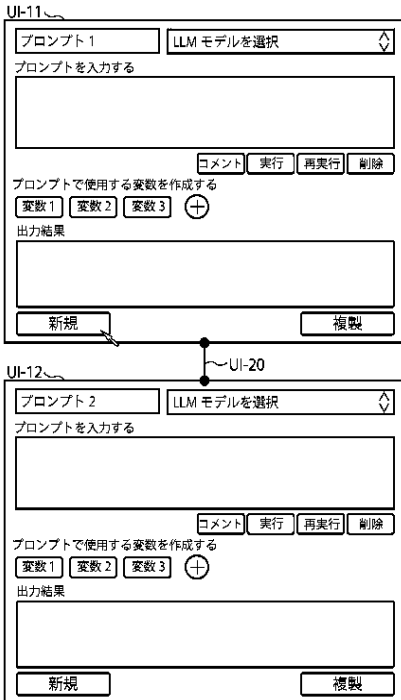 UI-11
プロンプト 1
LLM モデルを選択
プロンプトを入力する
コメント 実行 再実行 削除
プロンプトで使用する変数を作成する
変数 1 変数 2 変数 3
出力結果
新規 複製
UI-20
UI-12
プロンプト 2
LLM モデルを選択
プロンプトを入力する
コメント 実行 再実行 削除
プロンプトで使用する変数を作成する
変数 1 変数 2 変数 3
出力結果
新規 複製